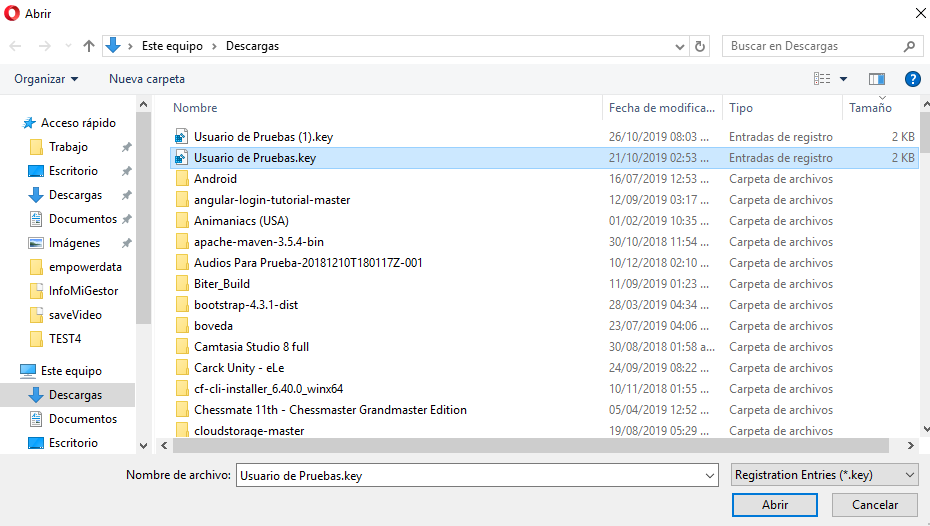 Abrir
Este equipo > Descargas
Buscar en Descargas
Organizar
Nueva carpeta
?
Acceso rápido
Trabajo
Escritorio
Descargas
Documentos
Imágenes
empowerdata
InfoMiGestor
saveVideo
TEST4
Este equipo
Descargas
Documentos
Escritorio
Nombre Fecha de modifica... Tipo Tamaño
Usuario de Pruebas (1).key 26/10/2019 08:03 ... Entradas de registro 2 KB
Usuario de Pruebas.key 21/10/2019 02:53 ... Entradas de registro 2 KB
Android 16/07/2019 12:53 ... Carpeta de archivos
angular-login-tutorial-master 12/09/2019 03:17 ... Carpeta de archivos
Animaniacs (USA) 01/02/2019 10:35 ... Carpeta de archivos
apache-maven-3.5.4-bin 30/10/2018 11:54 ... Carpeta de archivos
Audios Para Prueba-20181210T180117Z-001 10/12/2018 02:10 ... Carpeta de archivos
Biter_Build 11/09/2019 01:23 ... Carpeta de archivos
bootstrap-4.3.1-dist 28/03/2019 04:34 ... Carpeta de archivos
boveda 23/07/2019 04:06 ... Carpeta de archivos
Camtasia Studio 8 full 30/08/2018 01:58 a... Carpeta de archivos
Carck Unity - eLe 24/09/2019 08:22 ... Carpeta de archivos
cf-cli-installer_6.40.0_winx64 10/11/2018 01:55 ... Carpeta de archivos
Chessmate 11th - Chessmaster Grandmaster Edition 05/04/2019 12:52 ... Carpeta de archivos
cloudstorage-master 19/08/2019 05:29 ... Carpeta de archivos
Nombre de archivo: Usuario de Pruebas.key Registration Entries (*.key)
Abrir Cancelar